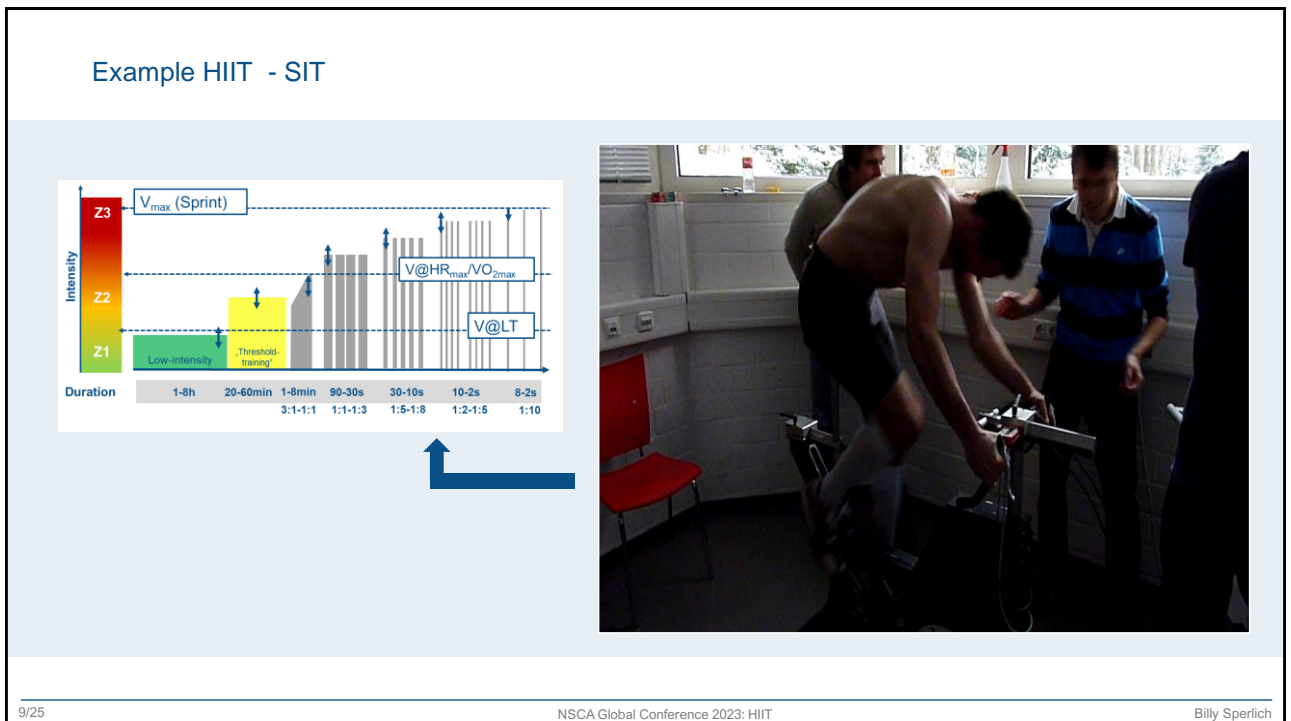 Example HIIT - SIT
Z3
Z2
Z1
Intensity
Vmax (Sprint)
V@HRmax/VO2max
V@LT
Low-intensity
„Threshold-
training“
Duration 1-8h 20-60min 1-8min 90-30s 30-10s 10-2s 8-2s
3:1-1:1 1:1-1:3 1:5-1:8 1:2-1:5 1:10
9/25 NSCA Global Conference 2023: HIIT Billy Sperlich